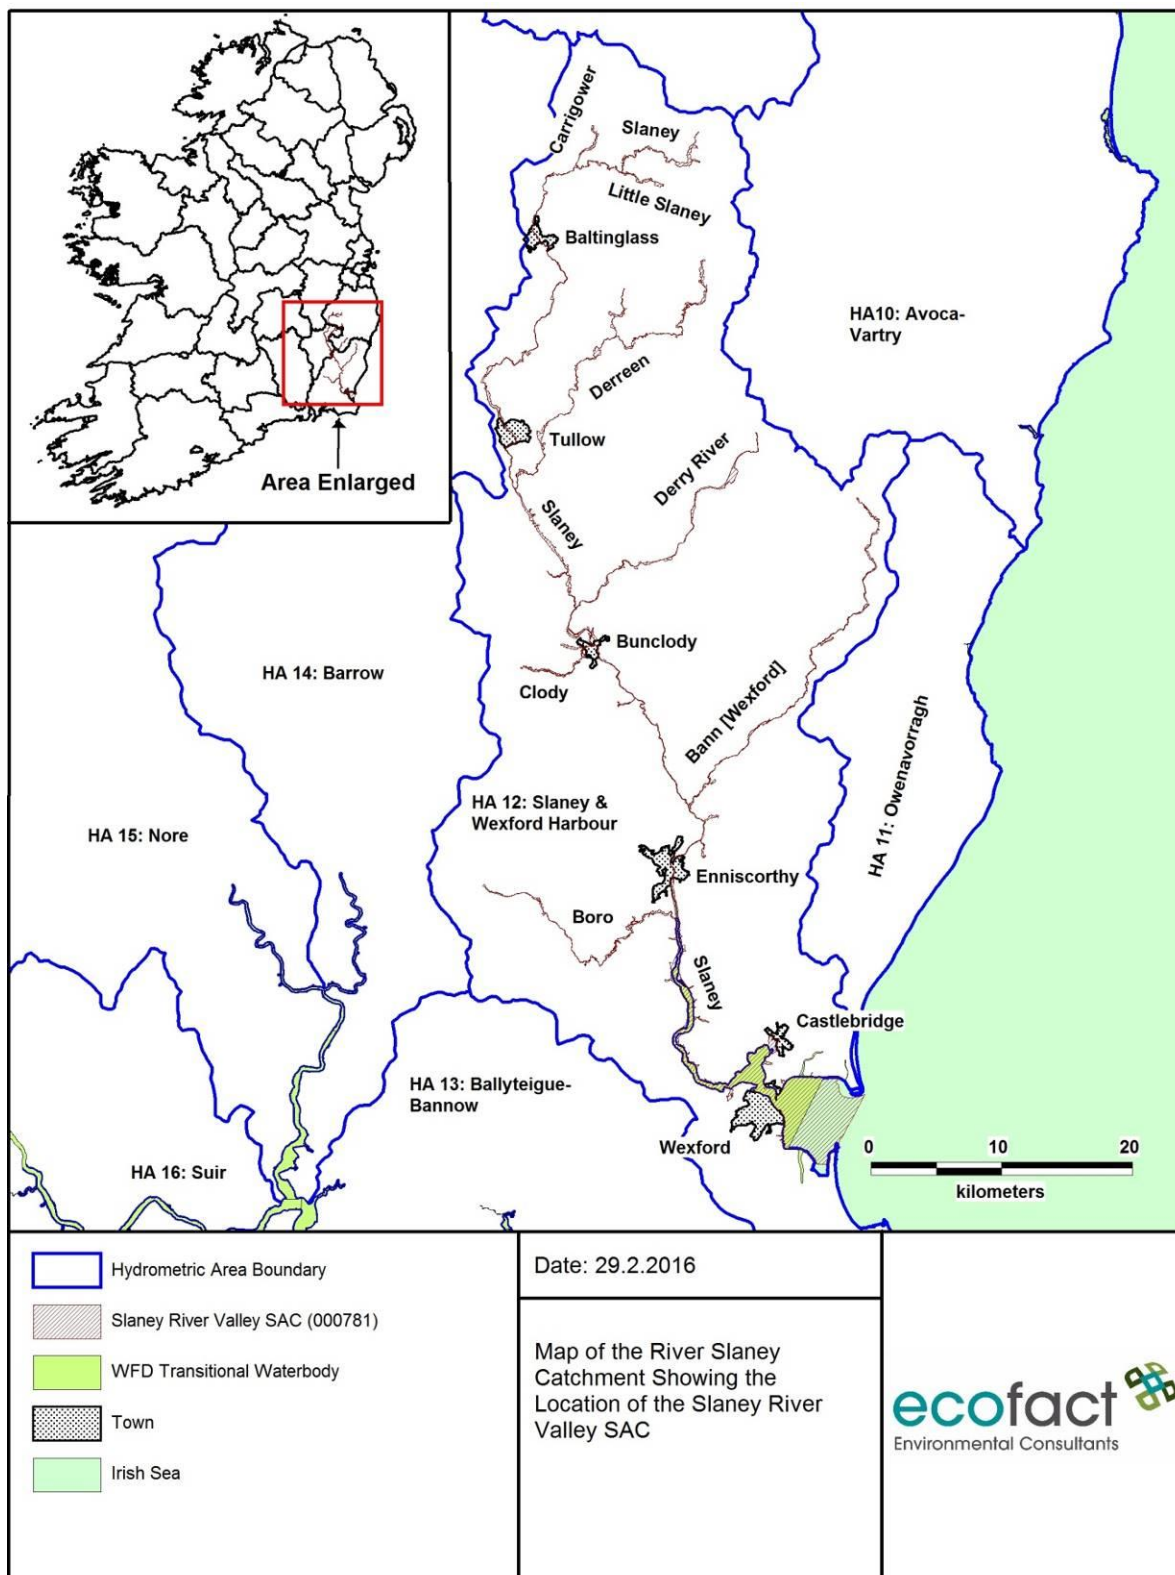 Area Enlarged
Carrigower
Slaney
Little Slaney
Baltinglass
HA10: Avoca-
Vartry
Derreen
Tullow
Derry River
Slaney
Bunclody
HA 14: Barrow
Clody
Bann [Wexford]
HA 12: Slaney &
Wexford Harbour
HA 11: Owenavorragh
HA 15: Nore
Enniscorthy
Boro
Slaney
Castlebridge
HA 13: Ballyteigue-
Bannow
Wexford
HA 16: Suir
0 10 20
kilometers
Hydrometric Area Boundary
Slaney River Valley SAC (000781)
WFD Transitional Waterbody
Town
Irish Sea
Date: 29.2.2016
Map of the River Slaney
Catchment Showing the
Location of the Slaney River
Valley SAC
ecofact
Environmental Consultants